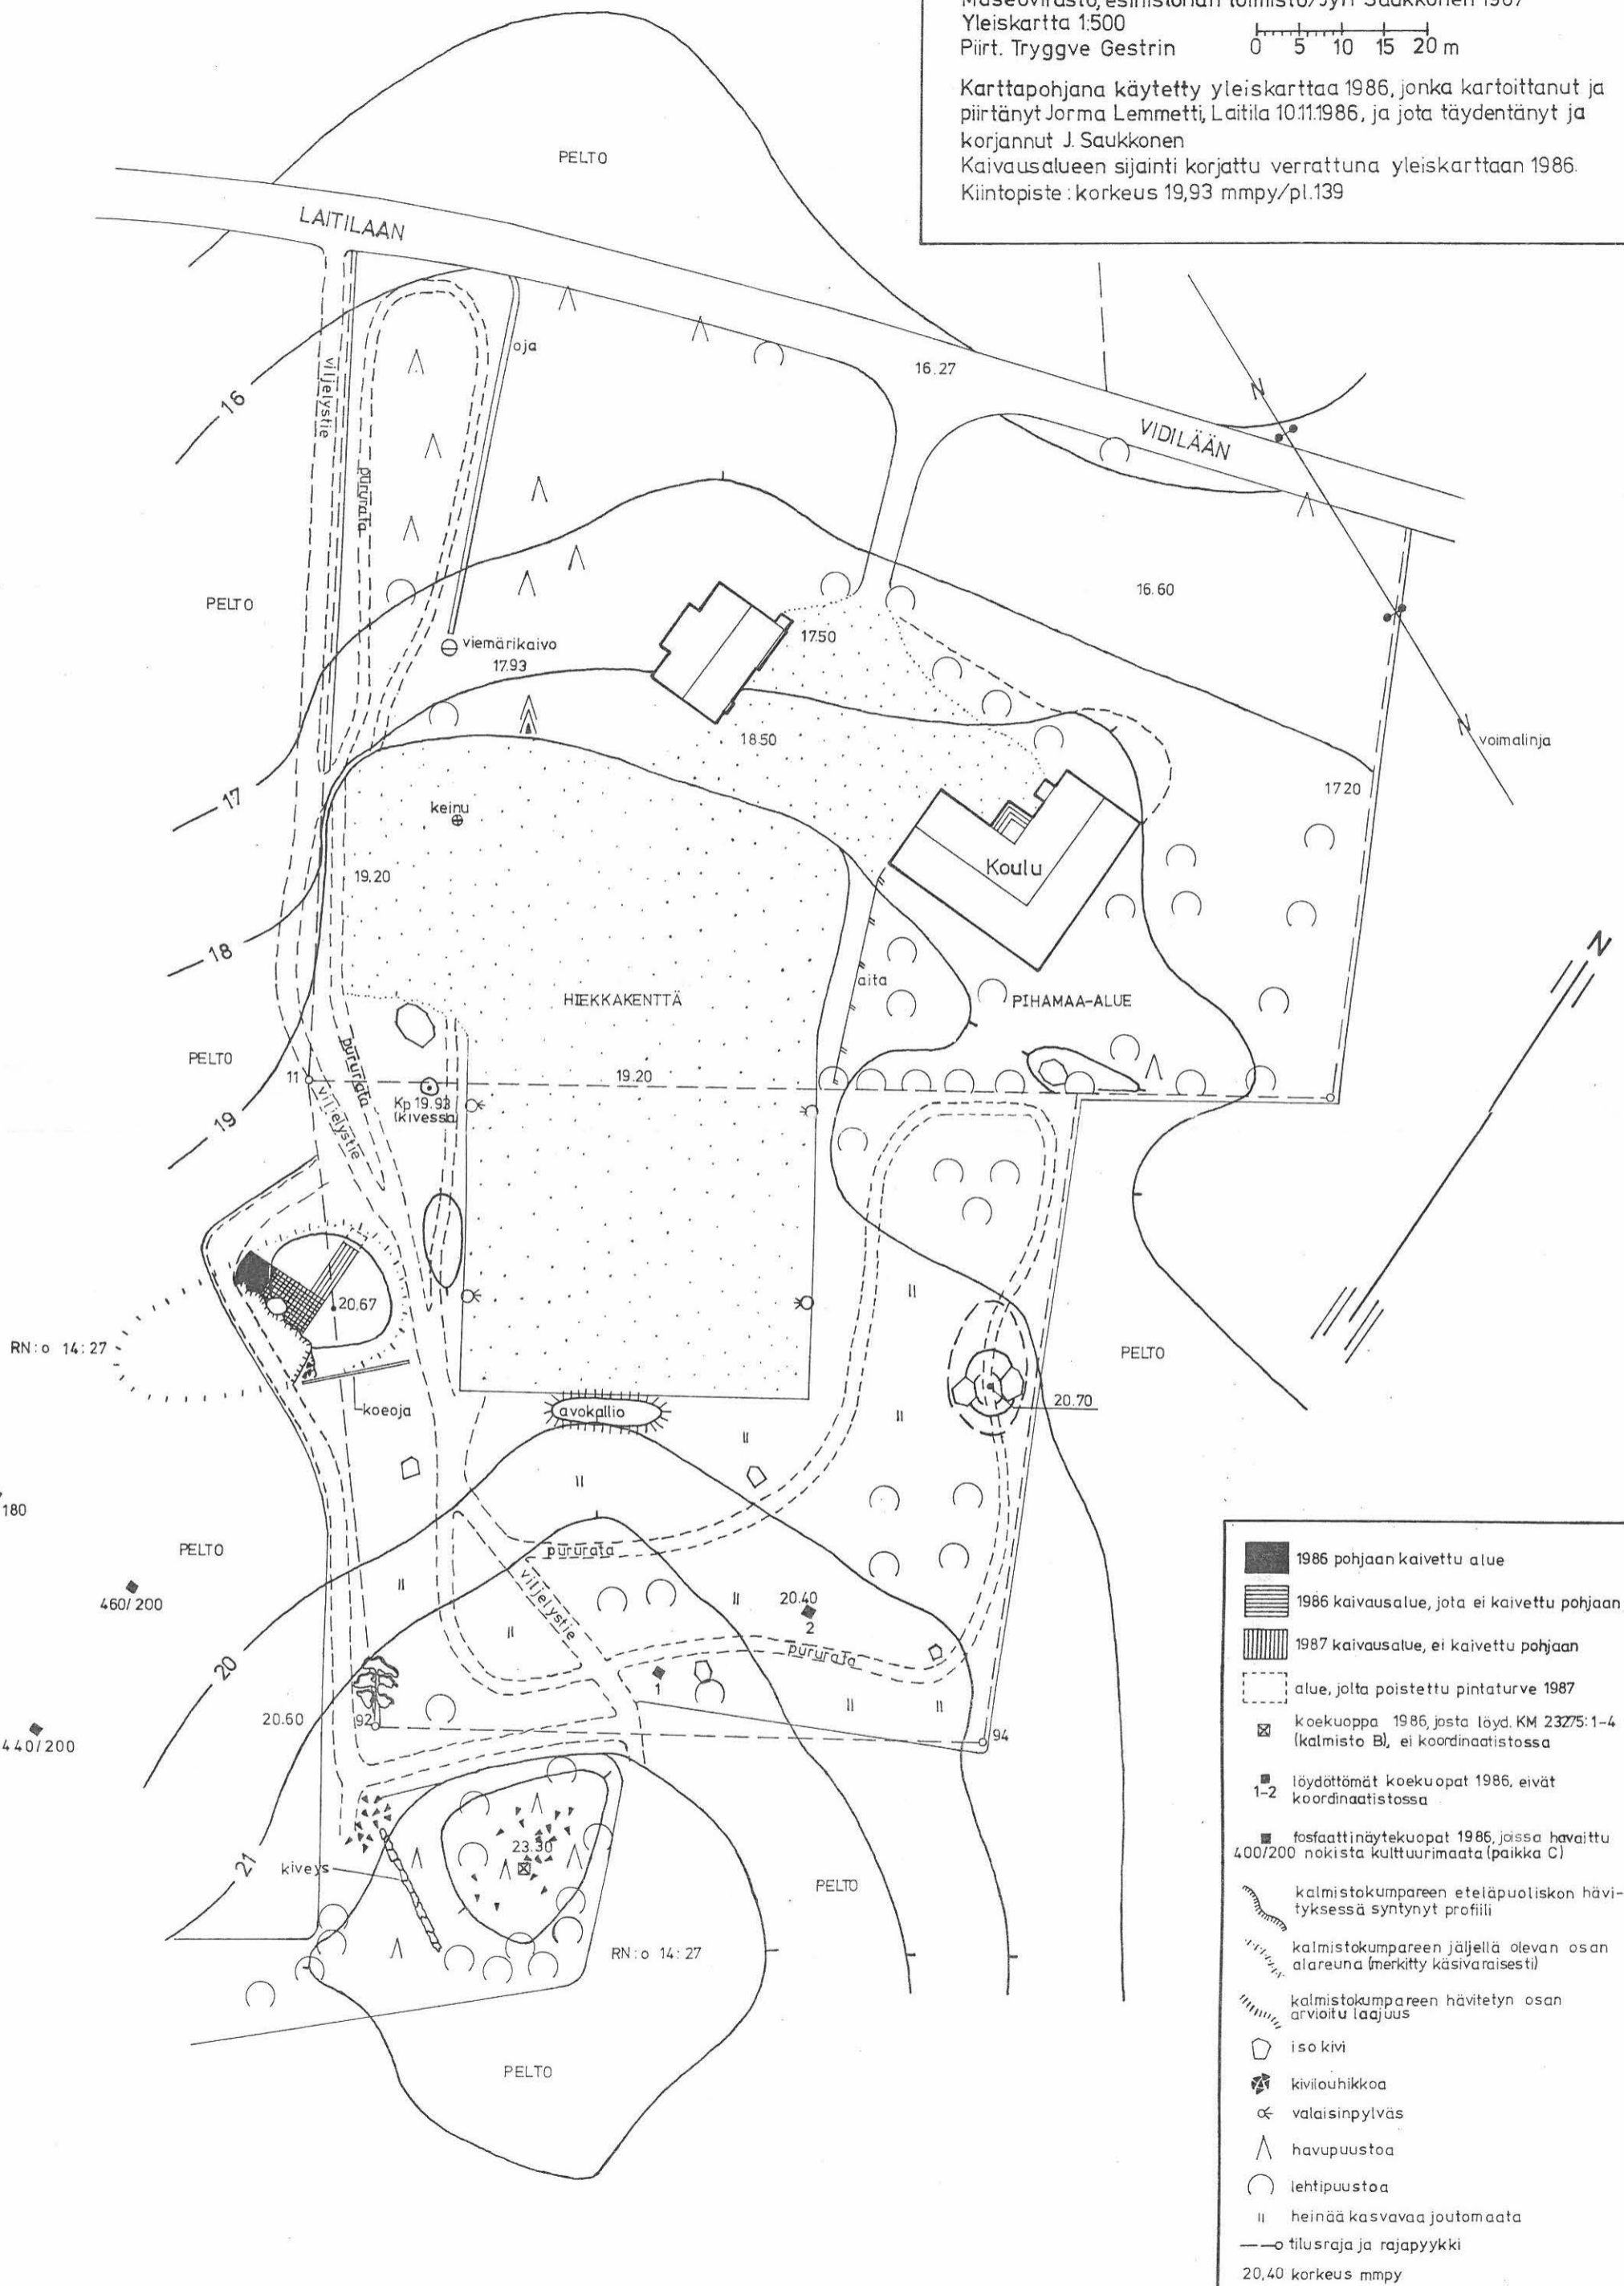 Yleiskartta 1:500
Piirt. Tryggve Gestrin
0 5 10 15 20 m
Karttapohjana käytetty yleiskarttaa 1986, jonka kartoittanut ja
piirtänyt Jorma Lemmetti, Laitila 10.11.1986, ja jota täydentänyt ja
korjannut J. Saukkonen
Kaivausalueen sijainti korjattu verrattuna yleiskarttaan 1986.
Kiintopiste: korkeus 19,93 mmpy/pl.139
PELTO
LAITILAAN
oja
viljelystie
16.27
16
N
VIDILÄÄN
pururata
PELTO
16.60
viemärikaivo
17.93
17.50
18.50
N
voimalinja
17
keinu
17 20
19.20
Koulu
18
aita
N
HIEKKAKENTTÄ
PIHAMAA-ALUE
PELTO
pururata
11
19.20
viljelystie
Kp 19.93
(kivessä)
19
20,67
RN:o 14:27
PELTO
koeoja
avokallio
20.70
180
PELTO
pururata
viljelystie
460/200
20.40
2
pururata
1
20
20.60
92
94
440/200
21
23.30
kiveys
PELTO
RN:o 14:27
PELTO
1986 pohjaan kaivettu alue
1986 kaivausalue, jota ei kaivettu pohjaan
1987 kaivausalue, ei kaivettu pohjaan
alue, jolta poistettu pintaturve 1987
koekuoppa 1986, josta löyd. KM 23275:1-4
(kalmisto B), ei koordinaatistossa
1-2 löydöttömät koekuopat 1986, eivät
koordinaatistossa
fosfaattinäytekuopat 1986, joissa havaittu
400/200 nokista kulttuurimaata (paikka C)
kalmistokumpareen eteläpuoliskon hävi-
tyksessä syntynyt profiili
kalmistokumpareen jäljellä olevan osan
alareuna (merkitty käsivaraisesti)
kalmistokumpareen hävitetyn osan
arvioitu laajuus
iso kivi
kivilouhikkoa
valaisinpylväs
havupuustoa
lehtipuustoa
heinää kasvavaa joutomaata
tilusraja ja rajapyykki
20,40 korkeus mmpy